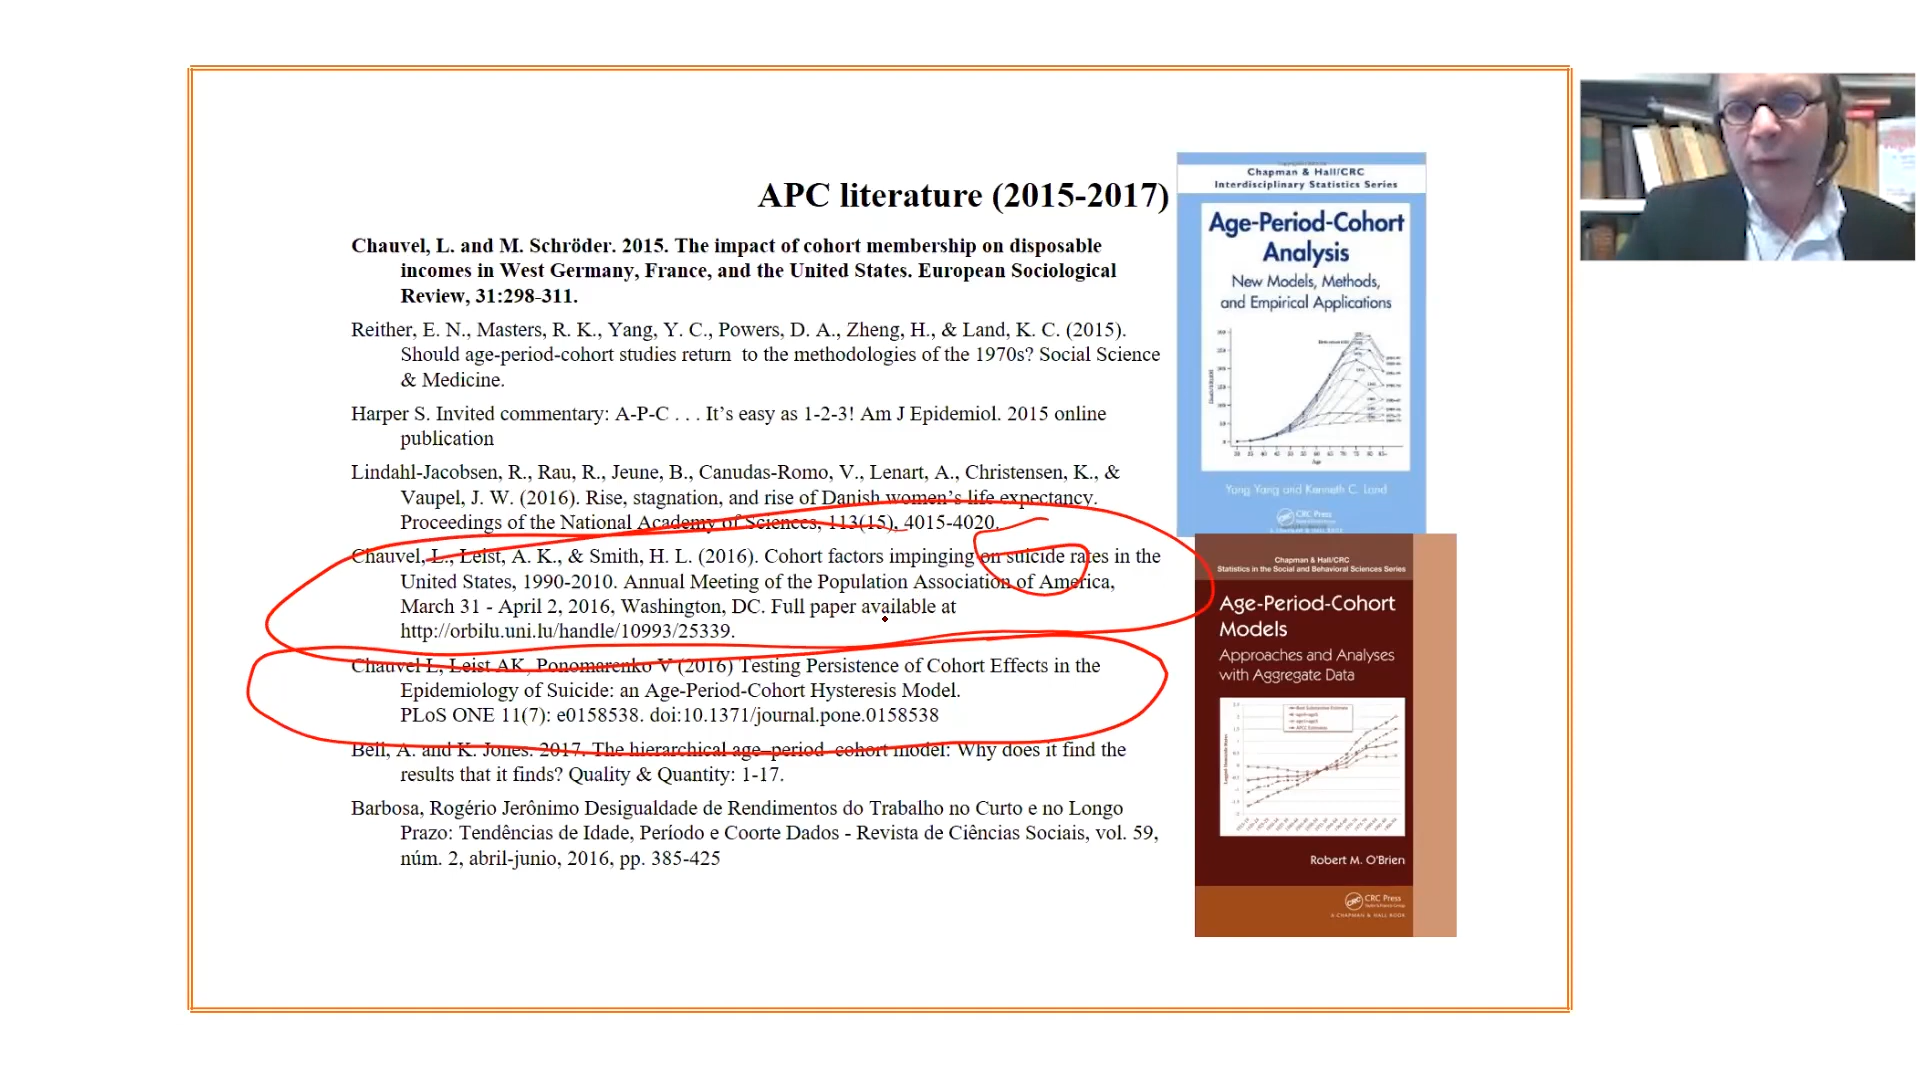 APC literature (2015-2017)
Chauvel, L. and M. Schröder. 2015. The impact of cohort membership on disposable
incomes in West Germany, France, and the United States. European Sociological
Review, 31:298-311.
Reither, E. N., Masters, R. K., Yang, Y. C., Powers, D. A., Zheng, H., & Land, K. C. (2015).
Should age-period-cohort studies return to the methodologies of the 1970s? Social Science
& Medicine.
Harper S. Invited commentary: A-P-C . . . It’s easy as 1-2-3! Am J Epidemiol. 2015 online
publication
Lindahl-Jacobsen, R., Rau, R., Jeune, B., Canudas-Romo, V., Lenart, A., Christensen, K., &
Vaupel, J. W. (2016). Rise, stagnation, and rise of Danish women’s life expectancy.
Proceedings of the National Academy of Sciences, 113(15), 4015-4020.
Chauvel, L., Leist, A. K., & Smith, H. L. (2016). Cohort factors impinging on suicide rates in the
United States, 1990-2010. Annual Meeting of the Population Association of America,
March 31 - April 2, 2016, Washington, DC. Full paper available at
http://orbilu.uni.lu/handle/10993/25339.
Chauvel L, Leist AK, Ponomarenko V (2016) Testing Persistence of Cohort Effects in the
Epidemiology of Suicide: an Age-Period-Cohort Hysteresis Model.
PLoS ONE 11(7): e0158538. doi:10.1371/journal.pone.0158538
Bell, A. and K. Jones. 2017. The hierarchical age–period–cohort model: Why does it find the
results that it finds? Quality & Quantity: 1-17.
Barbosa, Rogério Jerônimo Desigualdade de Rendimentos do Trabalho no Curto e no Longo
Prazo: Tendências de Idade, Período e Coorte Dados - Revista de Ciências Sociais, vol. 59,
núm. 2, abril-junio, 2016, pp. 385-425
Chapman & Hall/CRC
Interdisciplinary Statistics Series
Age-Period-Cohort
Analysis
New Models, Methods,
and Empirical Applications
Age
Yang Yang and Kenneth C. Land
CRC Press
A CHAPMAN & HALL BOOK
Chapman & Hall/CRC
Statistics in the Social and Behavioral Sciences Series
Age-Period-Cohort
Models
Approaches and Analyses
with Aggregate Data
Robert M. O’Brien
CRC Press
A CHAPMAN & HALL BOOK